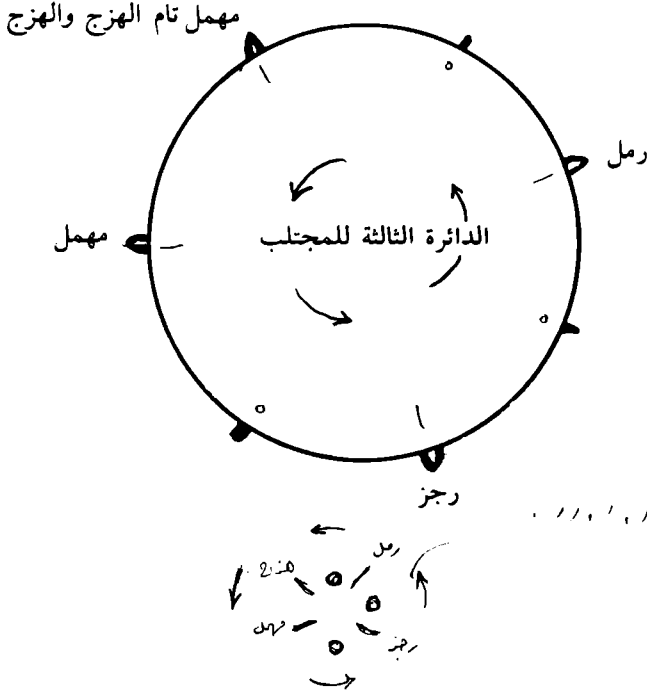 مهمل تام الهزج والهزج
رمل
مهمل
الدائرة الثالثة للمجتلب
رجز
رمل
هزج
مهمل
رجز